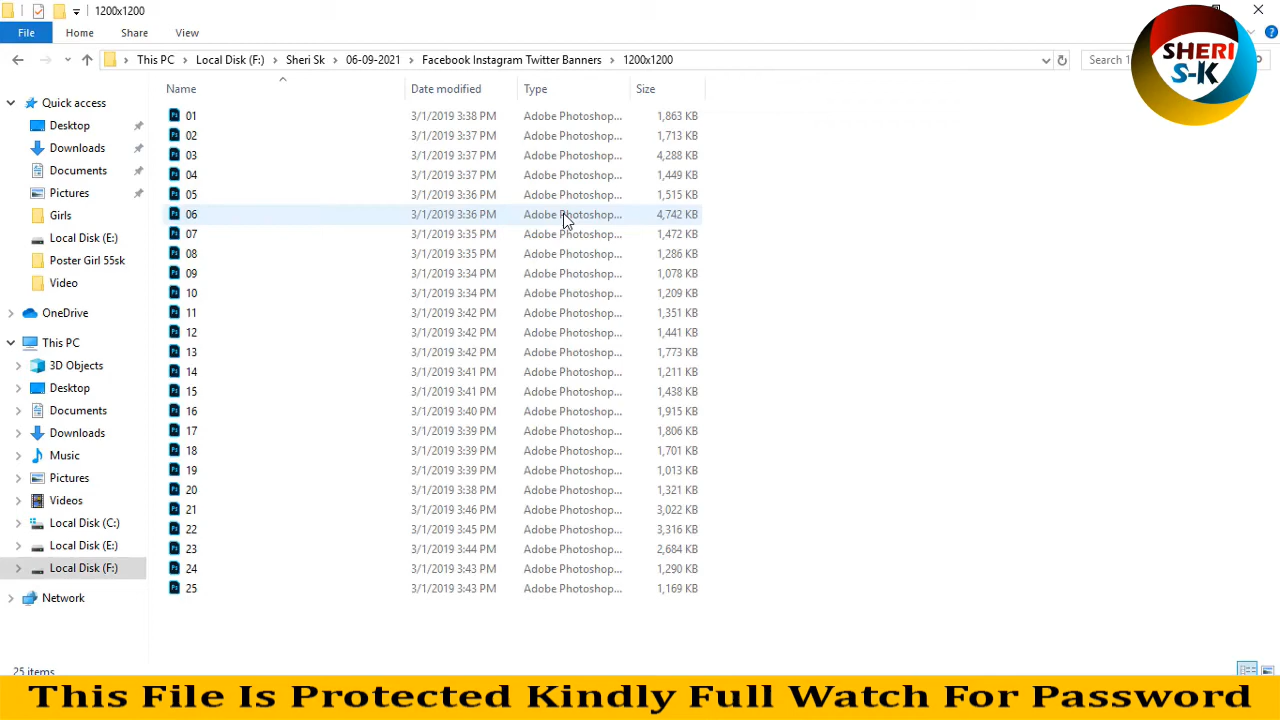 1200x1200
File Home Share View
This PC Local Disk (F:) Sheri Sk 06-09-2021 Facebook Instagram Twitter Banners 1200x1200
Search 1
SHERI
S-K
Name Date modified Type Size
Quick access
Desktop
Downloads
Documents
Pictures
Girls
Local Disk (E:)
Poster Girl 55sk
Video
OneDrive
This PC
3D Objects
Desktop
Documents
Downloads
Music
Pictures
Videos
Local Disk (C:)
Local Disk (E:)
Local Disk (F:)
Network
01 3/1/2019 3:38 PM Adobe Photoshop... 1,863 KB
02 3/1/2019 3:37 PM Adobe Photoshop... 1,713 KB
03 3/1/2019 3:37 PM Adobe Photoshop... 4,288 KB
04 3/1/2019 3:37 PM Adobe Photoshop... 1,449 KB
05 3/1/2019 3:36 PM Adobe Photoshop... 1,515 KB
06 3/1/2019 3:36 PM Adobe Photoshop... 4,742 KB
07 3/1/2019 3:35 PM Adobe Photoshop... 1,472 KB
08 3/1/2019 3:35 PM Adobe Photoshop... 1,286 KB
09 3/1/2019 3:34 PM Adobe Photoshop... 1,078 KB
10 3/1/2019 3:34 PM Adobe Photoshop... 1,209 KB
11 3/1/2019 3:42 PM Adobe Photoshop... 1,351 KB
12 3/1/2019 3:42 PM Adobe Photoshop... 1,441 KB
13 3/1/2019 3:42 PM Adobe Photoshop... 1,773 KB
14 3/1/2019 3:41 PM Adobe Photoshop... 1,211 KB
15 3/1/2019 3:41 PM Adobe Photoshop... 1,438 KB
16 3/1/2019 3:40 PM Adobe Photoshop... 1,915 KB
17 3/1/2019 3:39 PM Adobe Photoshop... 1,806 KB
18 3/1/2019 3:39 PM Adobe Photoshop... 1,701 KB
19 3/1/2019 3:39 PM Adobe Photoshop... 1,013 KB
20 3/1/2019 3:38 PM Adobe Photoshop... 1,321 KB
21 3/1/2019 3:46 PM Adobe Photoshop... 3,022 KB
22 3/1/2019 3:45 PM Adobe Photoshop... 3,316 KB
23 3/1/2019 3:44 PM Adobe Photoshop... 2,684 KB
24 3/1/2019 3:43 PM Adobe Photoshop... 1,290 KB
25 3/1/2019 3:43 PM Adobe Photoshop... 1,169 KB
25 items
This File Is Protected Kindly Full Watch For Password